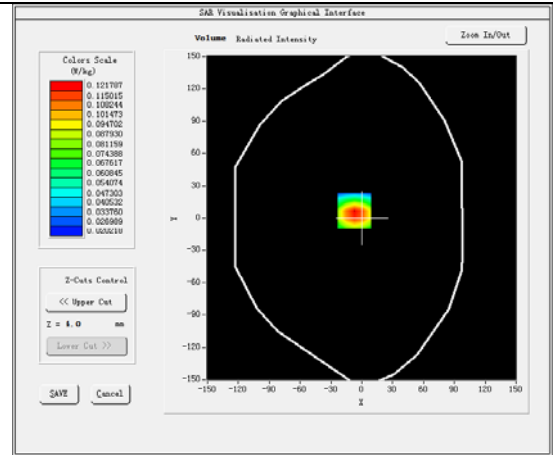 SAR Visualisation Graphical Interface
Volume Radiated Intensity
Zoom In/Out
Colors Scale
(W/kg)
0.121787
0.115015
0.108244
0.101473
0.094702
0.087930
0.081159
0.074388
0.067617
0.060845
0.054074
0.047303
0.040532
0.033760
0.026989
150
120
90
60
30
0
-30
-60
-90
-120
-150
Y
-150 -120 -90 -60 -30 0 30 60 90 120 150
X
Z-Cuts Control
<< Upper Cut
Z = 4.0 mm
Lower Cut >>
SAVE Cancel